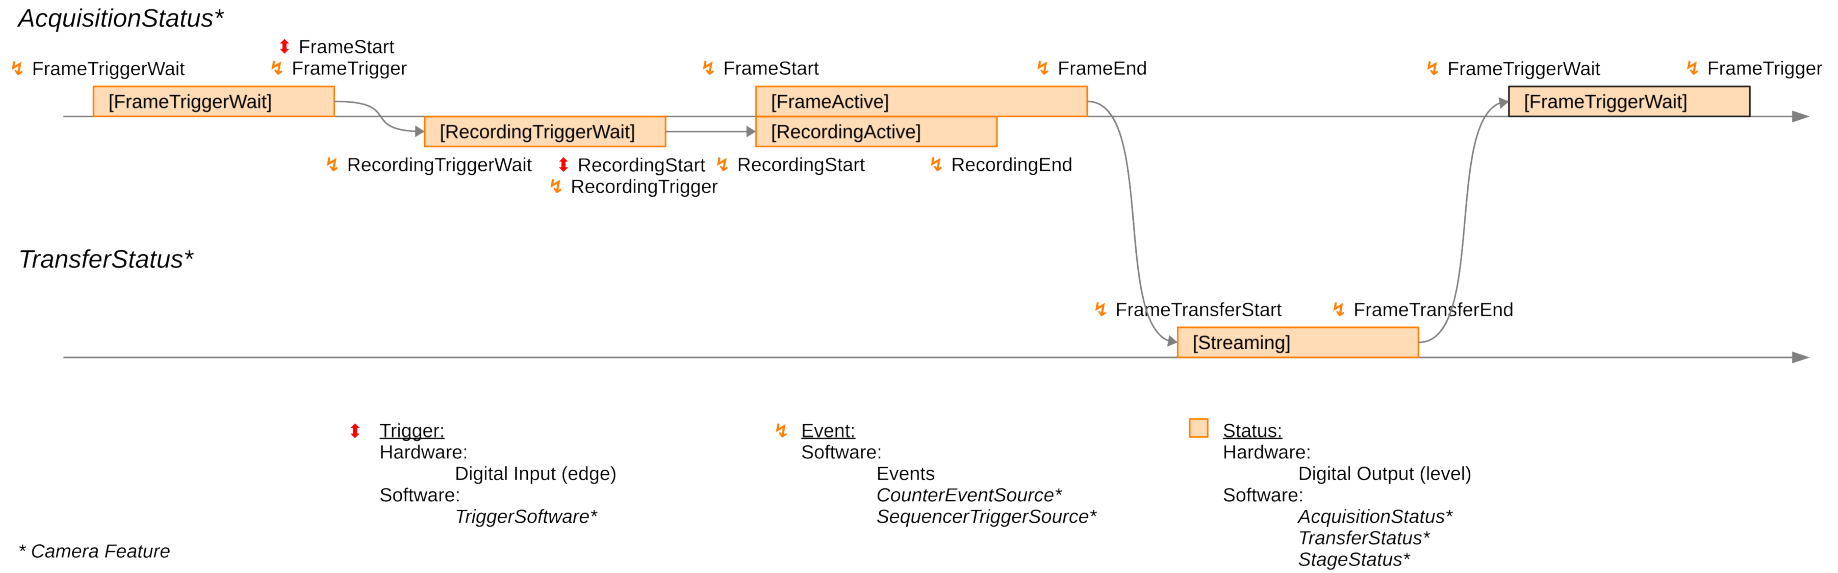 AcquisitionStatus*
FrameStart
FrameTriggerWait FrameTrigger FrameStart FrameEnd FrameTriggerWait FrameTrigger
[FrameTriggerWait] [FrameActive] [FrameTriggerWait]
[RecordingTriggerWait] [RecordingActive]
RecordingTriggerWait RecordingStart RecordingStart RecordingEnd
RecordingTrigger
TransferStatus*
FrameTransferStart FrameTransferEnd
[Streaming]
Trigger:
Hardware:
Digital Input (edge)
Software:
TriggerSoftware*
Event:
Software:
Events
CounterEventSource*
SequencerTriggerSource*
Status:
Hardware:
Digital Output (level)
Software:
AcquisitionStatus*
TransferStatus*
StageStatus*
* Camera Feature